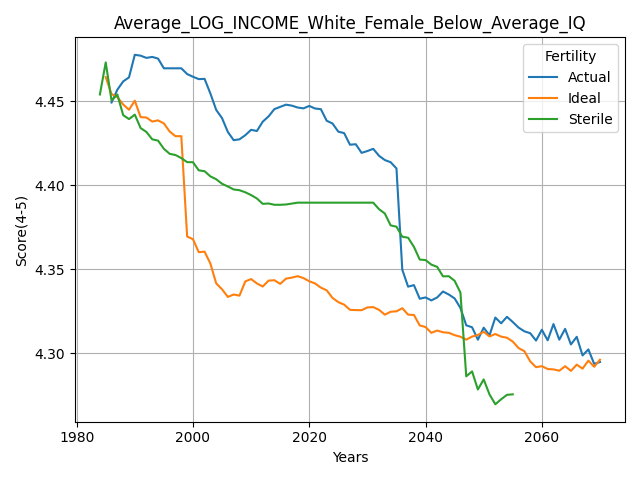 Average_LOG_INCOME_White_Female_Below_Average_IQ
Fertility
Actual
Ideal
Sterile
Score(4-5)
4.45
4.40
4.35
4.30
1980
2000
2020
2040
2060
Years